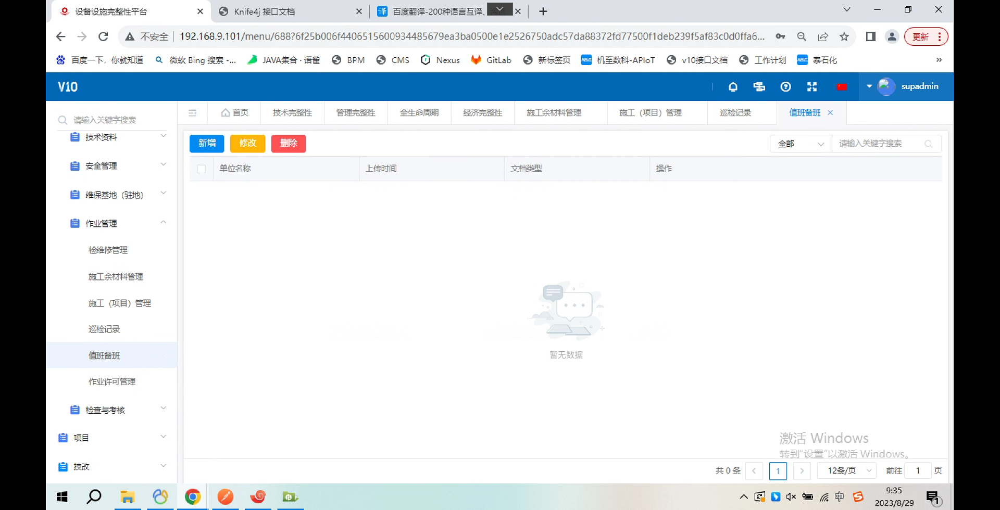 设备设施完整性平台
Knife4j 接口文档
译 百度翻译-200种语言互译、
不安全
192.168.9.101/menu/688?6f25b006f4406515600934485679ea3ba0500e1e2526750adc57da88372fd77500f1deb239f5af83c0d0ffa6...
更新
百度一下，你就知道
微软 Bing 搜索 -...
JAVA集合 · 语雀
BPM
CMS
Nexus
GitLab
新标签页
机至数科-APIoT
v10接口文档
工作计划
泰石化
V10
supadmin
请输入关键字搜索
首页
技术完整性
管理完整性
全生命周期
经济完整性
施工余材料管理
施工（项目）管理
巡检记录
值班备班
技术资料
安全管理
维保基地（驻地）
作业管理
检维修管理
施工余材料管理
施工（项目）管理
巡检记录
值班备班
作业许可管理
检查与考核
项目
技改
新增
修改
删除
全部
请输入关键字搜索
单位名称
上传时间
文档类型
操作
暂无数据
激活 Windows
转到“设置”以激活 Windows。
共 0 条
1
12条/页
前往
1
页
中
9:35
2023/8/29
1